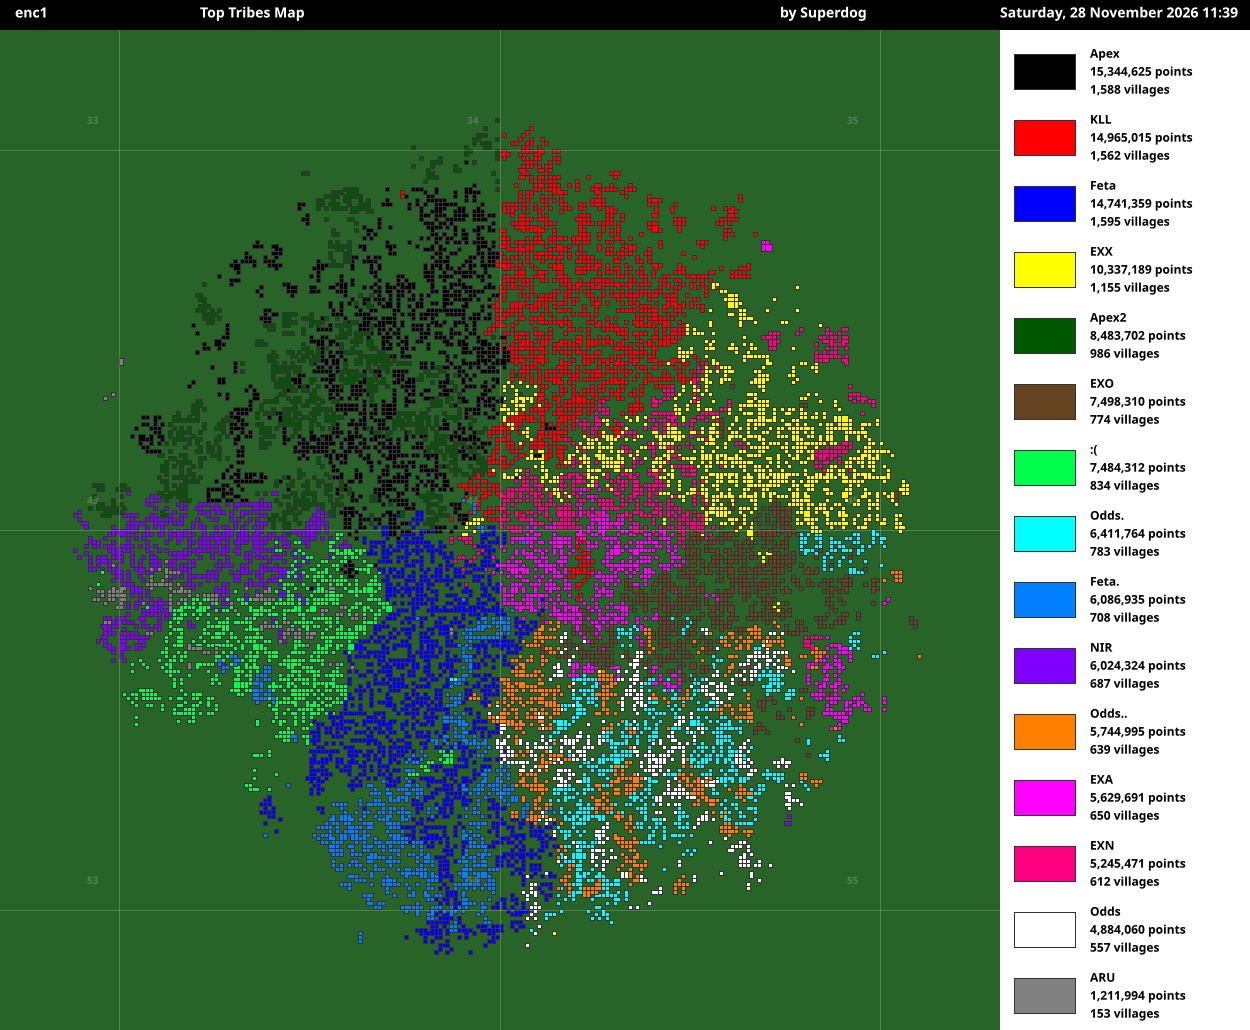 enc1 Top Tribes Map by Superdog Saturday, 28 November 2026 11:39
33 34 35
43
53 55
Apex
15,344,625 points
1,588 villages
KLL
14,965,015 points
1,562 villages
Feta
14,741,359 points
1,595 villages
EXX
10,337,189 points
1,155 villages
Apex2
8,483,702 points
986 villages
EXO
7,498,310 points
774 villages
:(
7,484,312 points
834 villages
Odds.
6,411,764 points
783 villages
Feta.
6,086,935 points
708 villages
NIR
6,024,324 points
687 villages
Odds..
5,744,995 points
639 villages
EXA
5,629,691 points
650 villages
EXN
5,245,471 points
612 villages
Odds
4,884,060 points
557 villages
ARU
1,211,994 points
153 villages